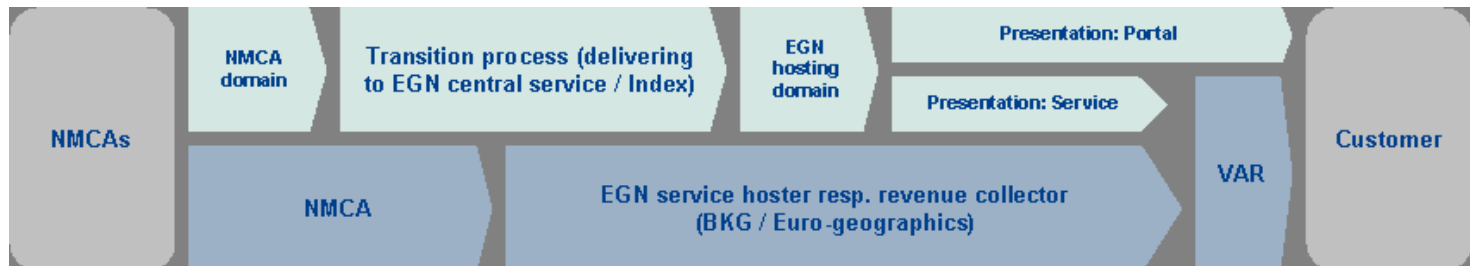 NMCAs
NMCA
domain
Transition process (delivering
to EGN central service / Index)
EGN
hosting
domain
Presentation: Portal
Presentation: Service
NMCA
EGN service hoster resp. revenue collector
(BKG / Euro-geographics)
VAR
Customer